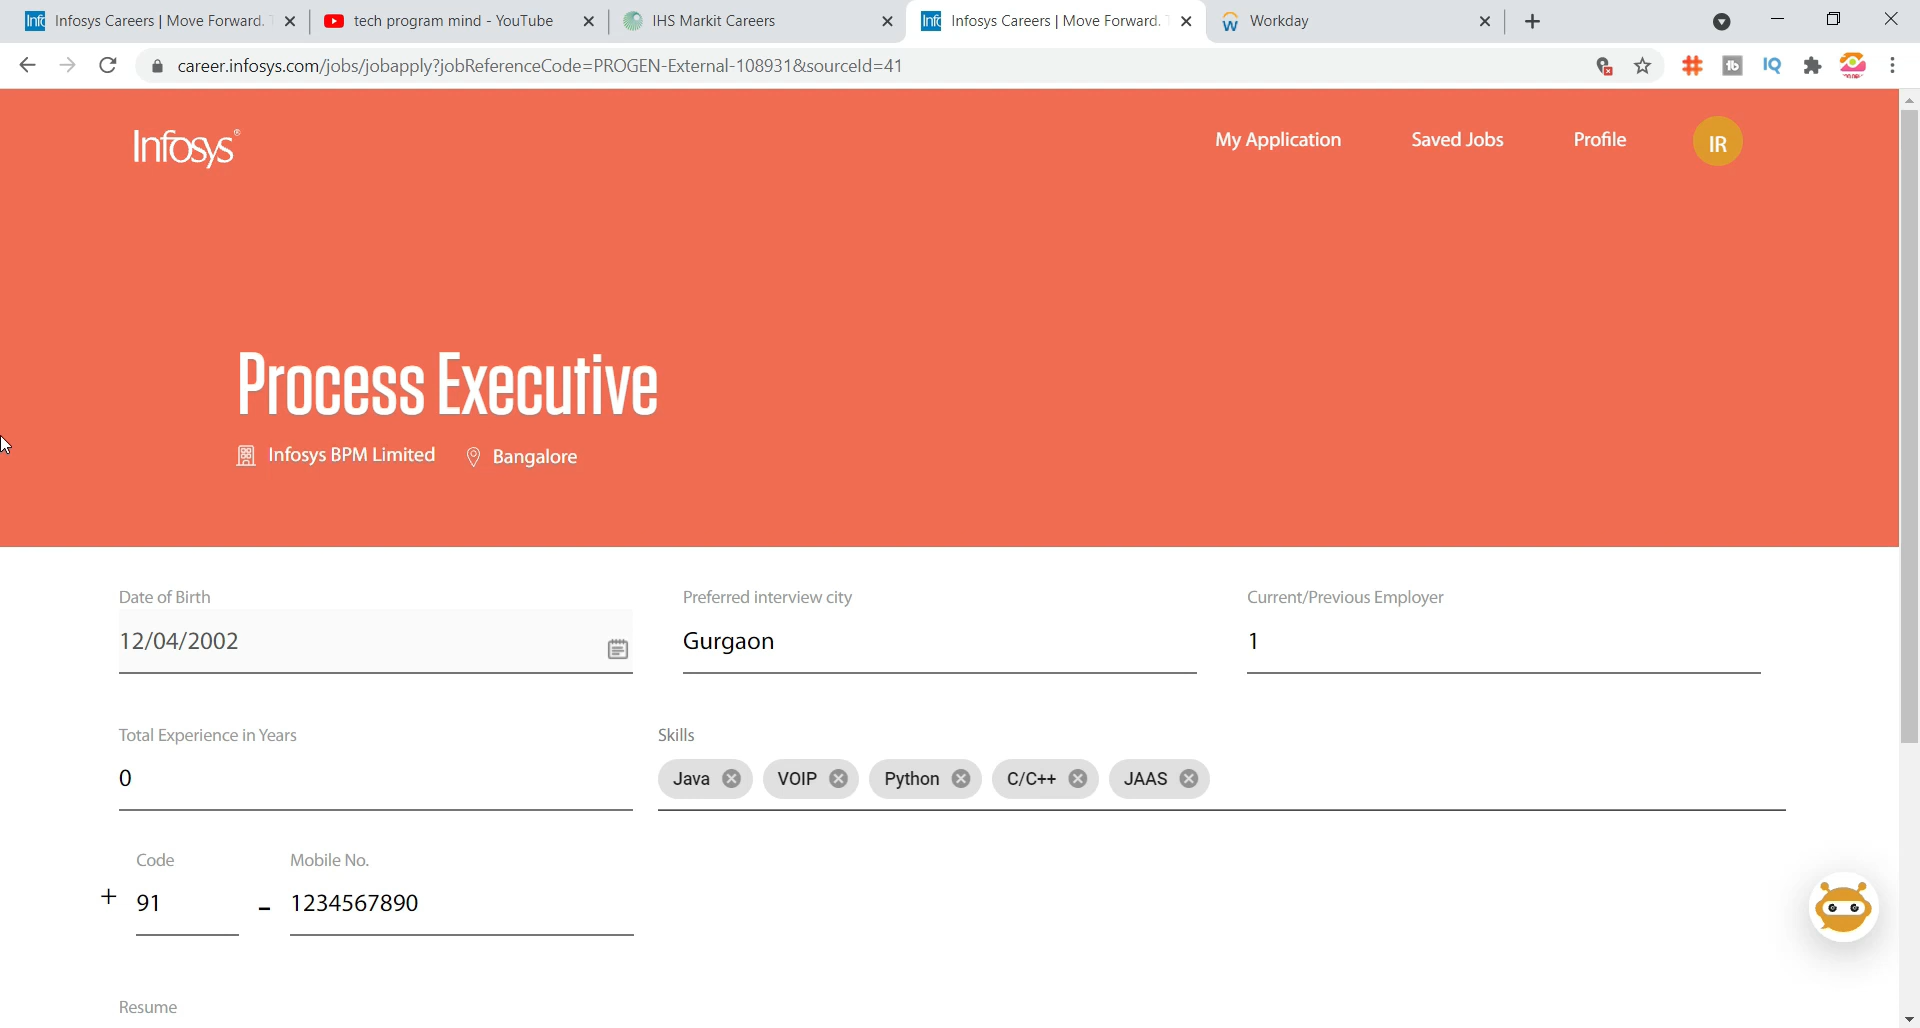 Infosys Careers | Move Forward.
tech program mind - YouTube
IHS Markit Careers
Infosys Careers | Move Forward.
Workday
career.infosys.com/jobs/jobapply?jobReferenceCode=PROGEN-External-108931&sourceId=41
Infosys®
My Application
Saved Jobs
Profile
IR
Process Executive
Infosys BPM Limited
Bangalore
Date of Birth
Preferred interview city
Current/Previous Employer
12/04/2002
Gurgaon
1
Total Experience in Years
Skills
0
Java
VOIP
Python
C/C++
JAAS
Code
Mobile No.
+ 91 - 1234567890
Resume